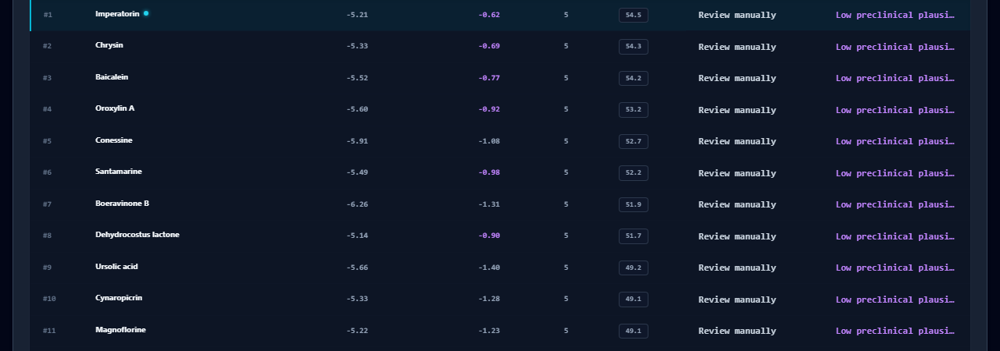 #1 Imperatorin -5.21 -0.62 5 54.5 Review manually Low preclinical plausi…
#2 Chrysin -5.33 -0.69 5 54.3 Review manually Low preclinical plausi…
#3 Baicalein -5.52 -0.77 5 54.2 Review manually Low preclinical plausi…
#4 Oroxylin A -5.60 -0.92 5 53.2 Review manually Low preclinical plausi…
#5 Conessine -5.91 -1.08 5 52.7 Review manually Low preclinical plausi…
#6 Santamarine -5.49 -0.98 5 52.2 Review manually Low preclinical plausi…
#7 Boeravinone B -6.26 -1.31 5 51.9 Review manually Low preclinical plausi…
#8 Dehydrocostus lactone -5.14 -0.90 5 51.7 Review manually Low preclinical plausi…
#9 Ursolic acid -5.66 -1.40 5 49.2 Review manually Low preclinical plausi…
#10 Cynaropicrin -5.33 -1.28 5 49.1 Review manually Low preclinical plausi…
#11 Magnoflorine -5.22 -1.23 5 49.1 Review manually Low preclinical plausi…